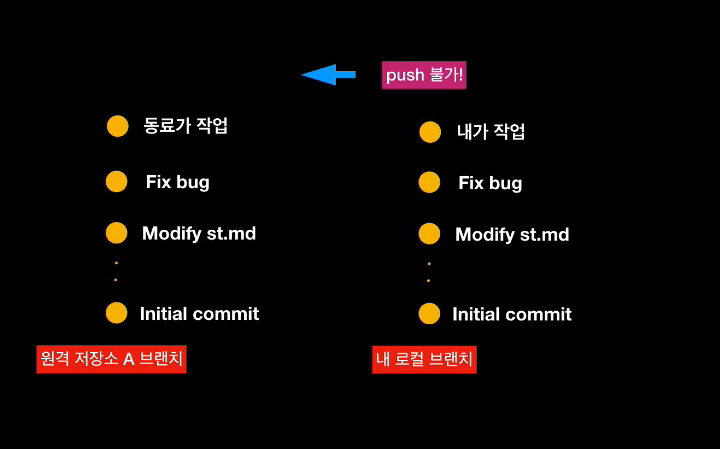 push 불가!
동료가 작업
Fix bug
Modify st.md
Initial commit
원격 저장소 A 브랜치
내가 작업
Fix bug
Modify st.md
Initial commit
내 로컬 브랜치